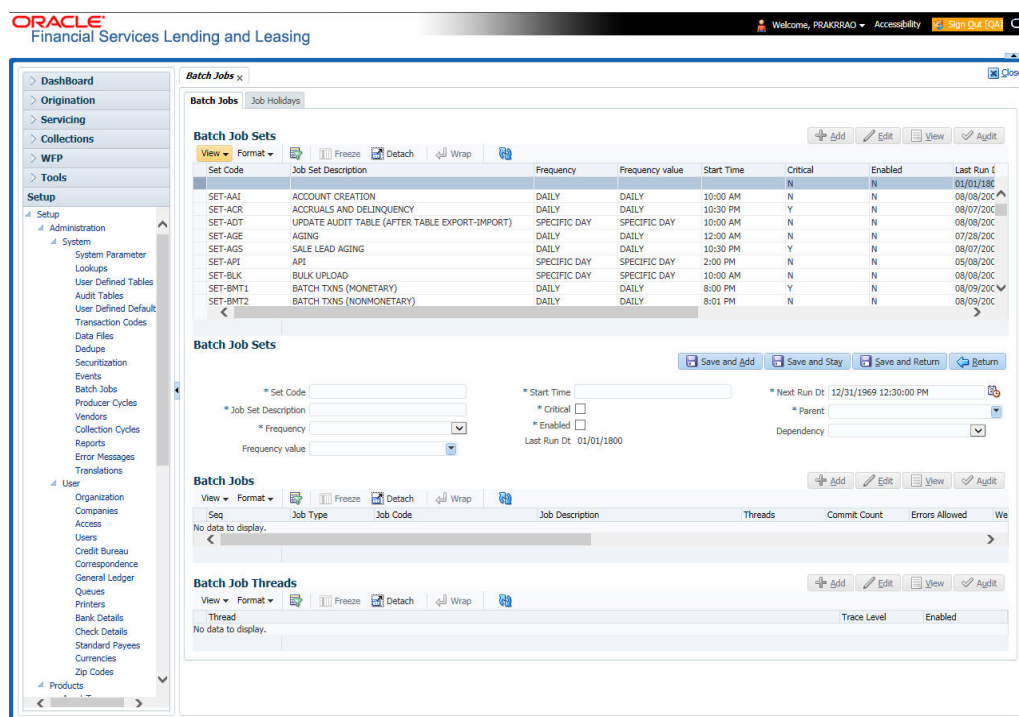 ORACLE
Financial Services Lending and Leasing
Welcome, PRAKRRAO Accessibility Sign Out [QA]
DashBoard
Origination
Servicing
Collections
WFP
Tools
Setup
Setup
Administration
System
System Parameter
Lookups
User Defined Tables
Audit Tables
User Defined Default
Transaction Codes
Data Files
Dedupe
Securitization
Events
Batch Jobs
Producer Cycles
Vendors
Collection Cycles
Reports
Error Messages
Translations
User
Organization
Companies
Access
Users
Credit Bureau
Correspondence
General Ledger
Queues
Printers
Bank Details
Check Details
Standard Payees
Currencies
Zip Codes
Products
Batch Jobs Close
Batch Jobs Job Holidays
Batch Job Sets Add Edit View Audit
View Format Freeze Detach Wrap
Set Code Job Set Description Frequency Frequency value Start Time Critical Enabled Last Run D
N N 01/01/180
SET-AAI ACCOUNT CREATION DAILY DAILY 10:00 AM N N 08/08/200
SET-ACR ACCRUALS AND DELINQUENCY DAILY DAILY 10:30 PM Y N 08/07/200
SET-ADT UPDATE AUDIT TABLE (AFTER TABLE EXPORT-IMPORT) SPECIFIC DAY SPECIFIC DAY 10:00 AM N N 08/08/200
SET-AGE AGING DAILY DAILY 12:00 AM N N 07/28/200
SET-AGS SALE LEAD AGING DAILY DAILY 10:30 PM Y N 08/07/200
SET-API API SPECIFIC DAY SPECIFIC DAY 2:00 PM N N 05/08/200
SET-BLK BULK UPLOAD SPECIFIC DAY SPECIFIC DAY 10:00 AM N N 08/08/200
SET-BMT1 BATCH TXNS (MONETARY) DAILY DAILY 8:00 PM Y N 08/09/200
SET-BMT2 BATCH TXNS (NONMONETARY) DAILY DAILY 8:01 PM N N 08/09/200
Batch Job Sets
Save and Add Save and Stay Save and Return Return
* Set Code * Start Time * Next Run Dt 12/31/1969 12:30:00 PM
* Job Set Description * Critical * Parent
* Frequency * Enabled Dependency
Frequency value Last Run Dt 01/01/1800
Batch Jobs Add Edit View Audit
View Format Freeze Detach Wrap
Seq Job Type Job Code Job Description Threads Commit Count Errors Allowed We
No data to display.
Batch Job Threads Add Edit View Audit
View Format Freeze Detach Wrap
Thread Trace Level Enabled
No data to display.